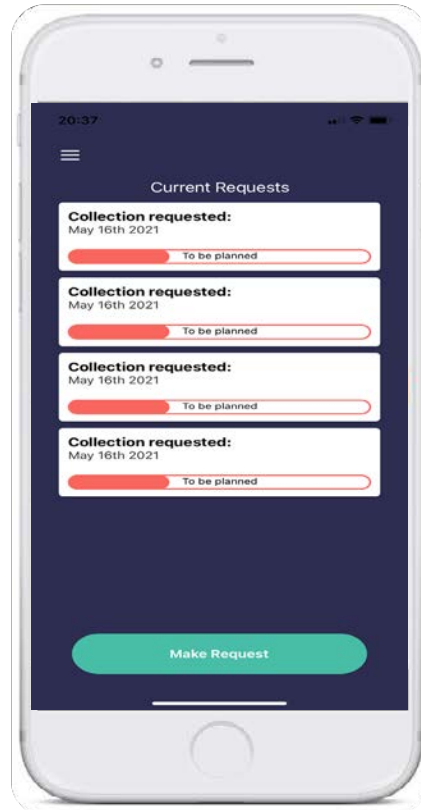 20:37
Current Requests
Collection requested:
May 16th 2021
To be planned
Collection requested:
May 16th 2021
To be planned
Collection requested:
May 16th 2021
To be planned
Collection requested:
May 16th 2021
To be planned
Make Request